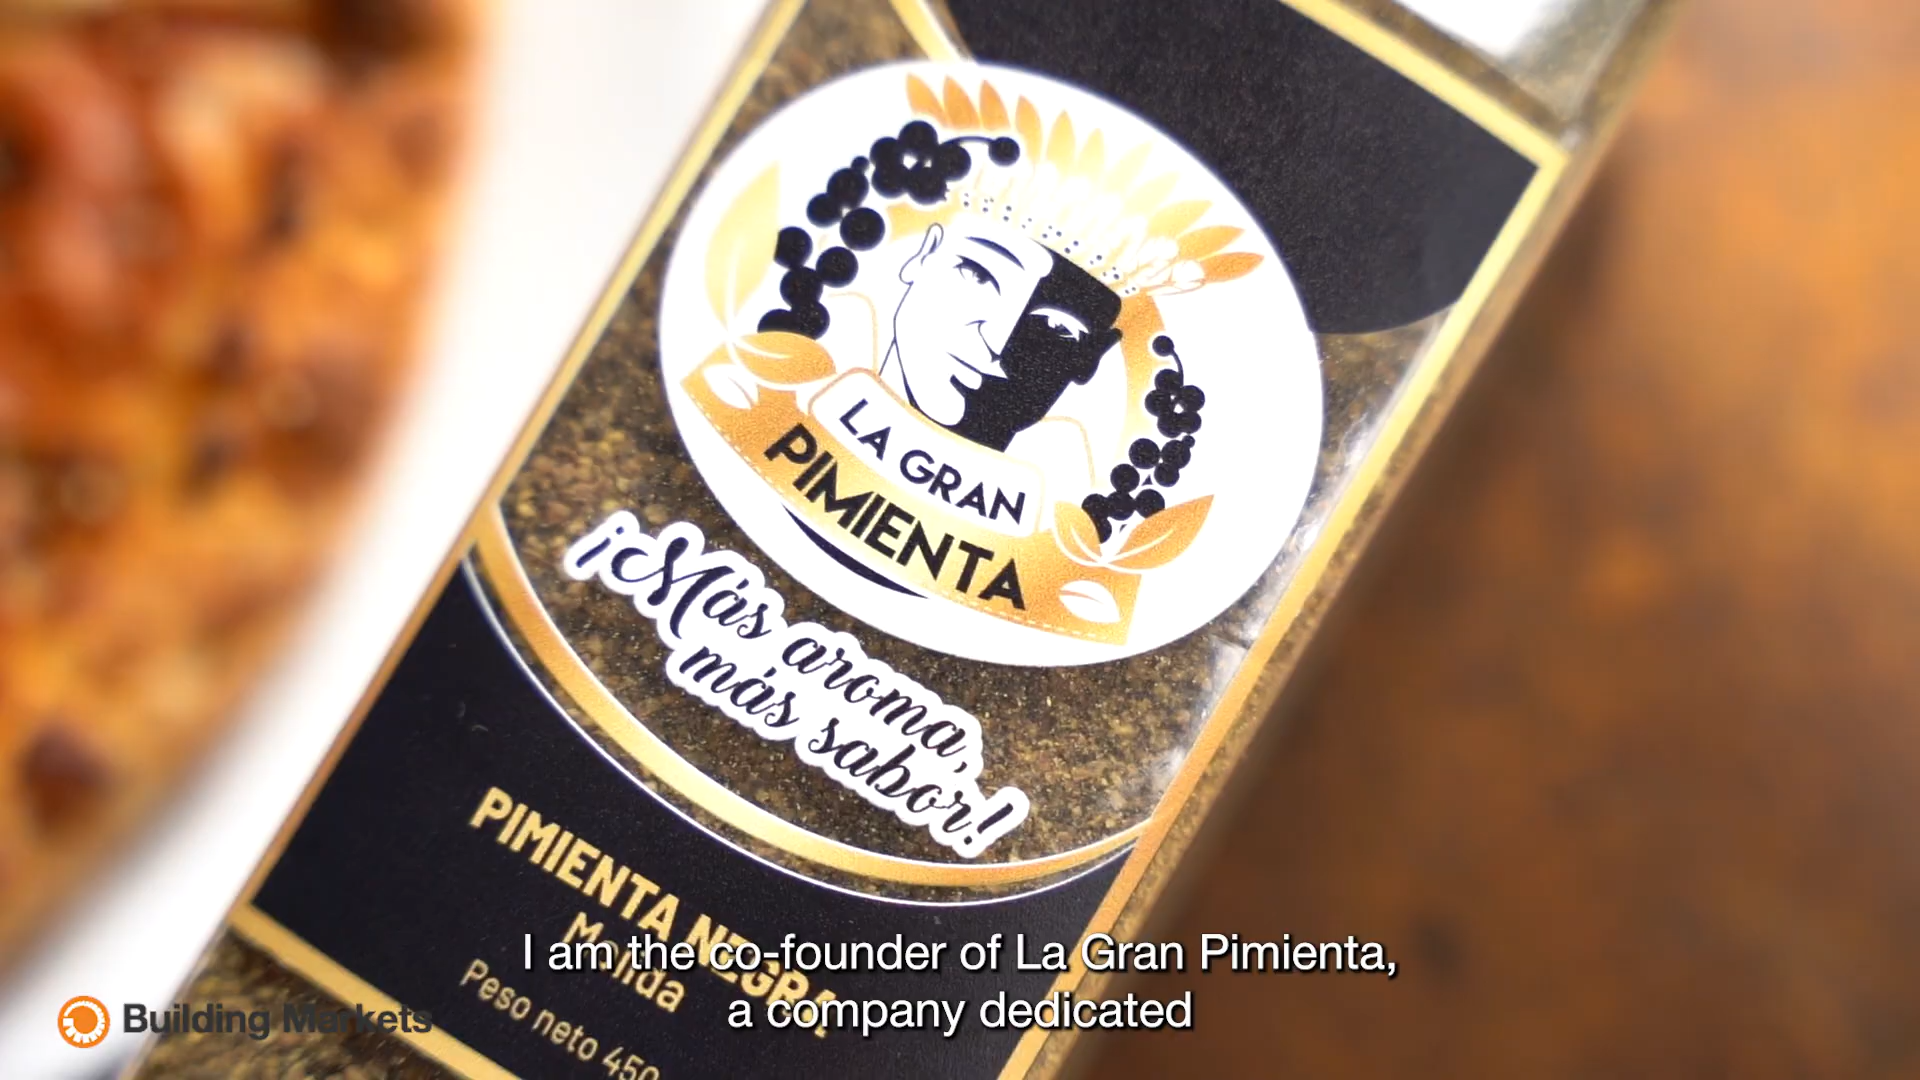 LA GRAN
PIMIENTA
¡Más aroma,
más sabor!
PIMIENTA NEGRA
Molida
Peso neto 450
I am the co-founder of La Gran Pimienta,
a company dedicated
Building Markets